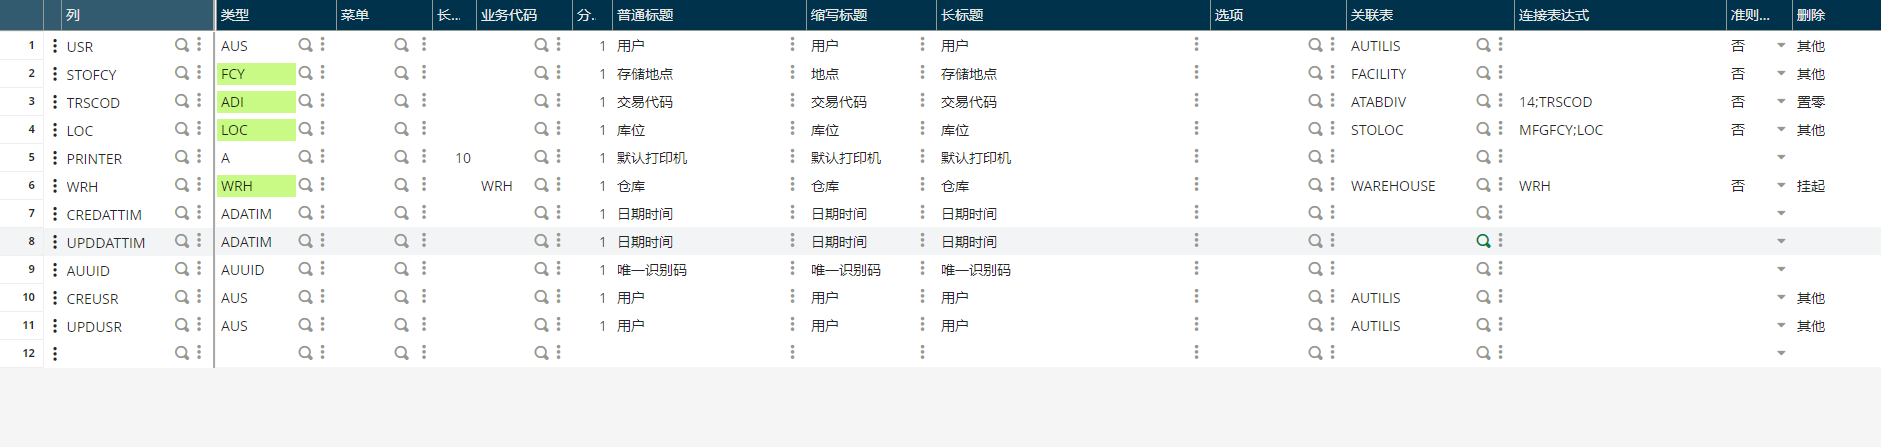 列 类型 菜单 长... 业务代码 分.. 普通标题 缩写标题 长标题 选项 关联表 连接表达式 准则... 删除
1 USR AUS 1 用户 用户 用户 AUTILIS 否 其他
2 STOFCY FCY 1 存储地点 地点 存储地点 FACILITY 否 其他
3 TRSCOD ADI 1 交易代码 交易代码 交易代码 ATABDIV 14;TRSCOD 否 置零
4 LOC LOC 1 库位 库位 库位 STOLOC MFGFCY;LOC 否 其他
5 PRINTER A 10 1 默认打印机 默认打印机 默认打印机
6 WRH WRH WRH 1 仓库 仓库 仓库 WAREHOUSE WRH 否 挂起
7 CREDATTIM ADATIM 1 日期时间 日期时间 日期时间
8 UPDDATTIM ADATIM 1 日期时间 日期时间 日期时间
9 AUUID AUUID 1 唯一识别码 唯一识别码 唯一识别码
10 CREUSR AUS 1 用户 用户 用户 AUTILIS 其他
11 UPDUSR AUS 1 用户 用户 用户 AUTILIS 其他
12